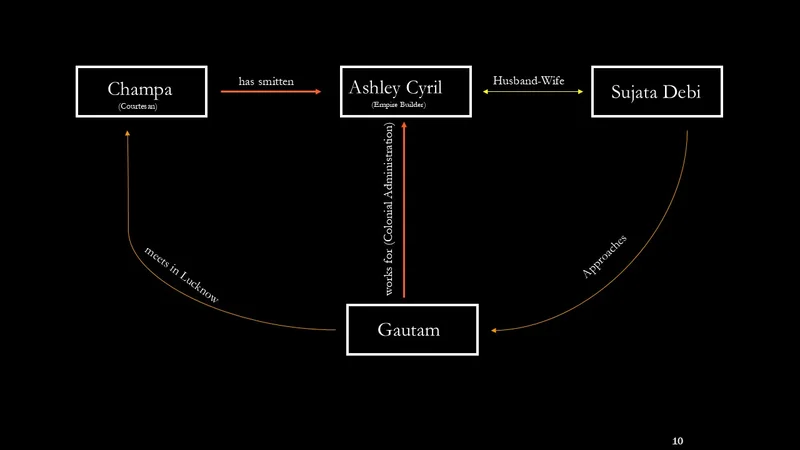 Champa
(Courtesan)
has smitten
Ashley Cyril
(Empire Builder)
Husband-Wife
Sujata Debi
works for (Colonial Administration)
meets in Lucknow
Approaches
Gautam
10